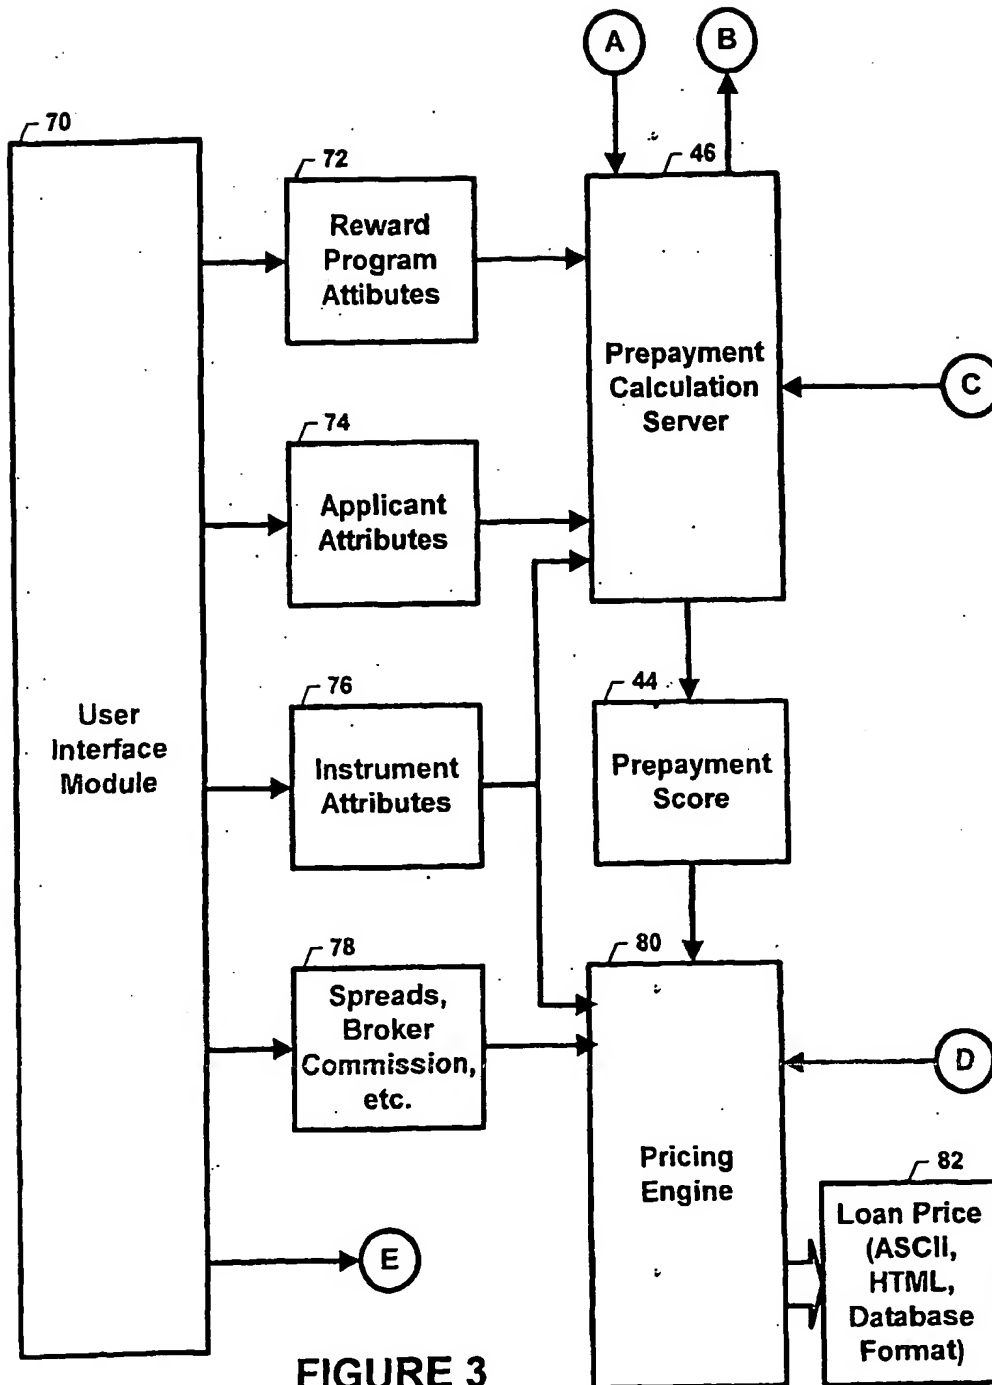 A
B
70
72
46
Reward
Program
Attibutes
Prepayment
Calculation
Server
C
74
Applicant
Attributes
76
44
User
Interface
Module
Instrument
Attributes
Prepayment
Score
78
80
Spreads,
Broker
Commission,
etc.
D
Pricing
Engine
82
Loan Price
(ASCII,
HTML,
Database
Format)
E
FIGURE 3